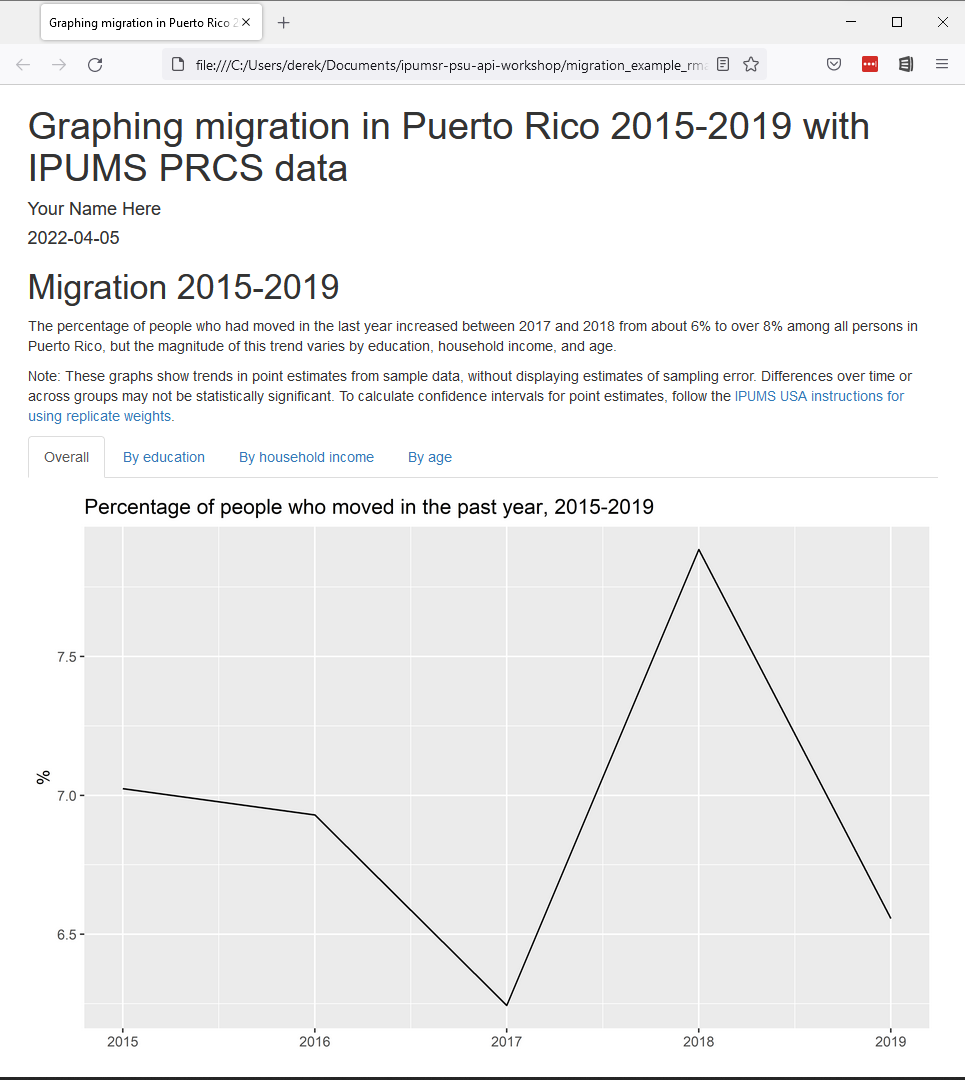 Graphing migration in Puerto Rico 2
file:///C:/Users/derek/Documents/ipumsr-psu-api-workshop/migration_example_rma
Graphing migration in Puerto Rico 2015-2019 with
IPUMS PRCS data
Your Name Here
2022-04-05
Migration 2015-2019
The percentage of people who had moved in the last year increased between 2017 and 2018 from about 6% to over 8% among all persons in
Puerto Rico, but the magnitude of this trend varies by education, household income, and age.
Note: These graphs show trends in point estimates from sample data, without displaying estimates of sampling error. Differences over time or
across groups may not be statistically significant. To calculate confidence intervals for point estimates, follow the IPUMS USA instructions for
using replicate weights.
Overall By education By household income By age
Percentage of people who moved in the past year, 2015-2019
7.5
%
7.0
6.5
2015 2016 2017 2018 2019